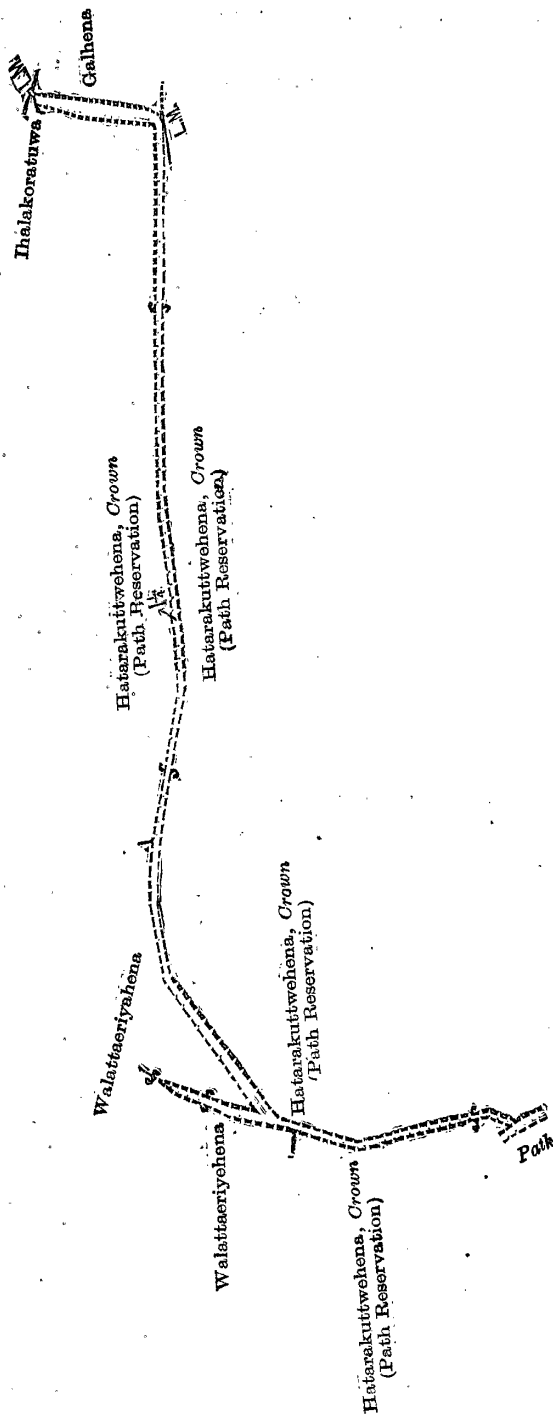 Ihalakoratuwa
Galhena
L.M.
Hatarakuttwehena, Crown
(Path Reservation)
Hatarakuttwehena, Crown
(Path Reservation)
Walattaeriyahena
Walattaeriyehena
Hatarakuttwehena, Crown
(Path Reservation)
Hatarakuttwehena, Crown
(Path Reservation)
Path